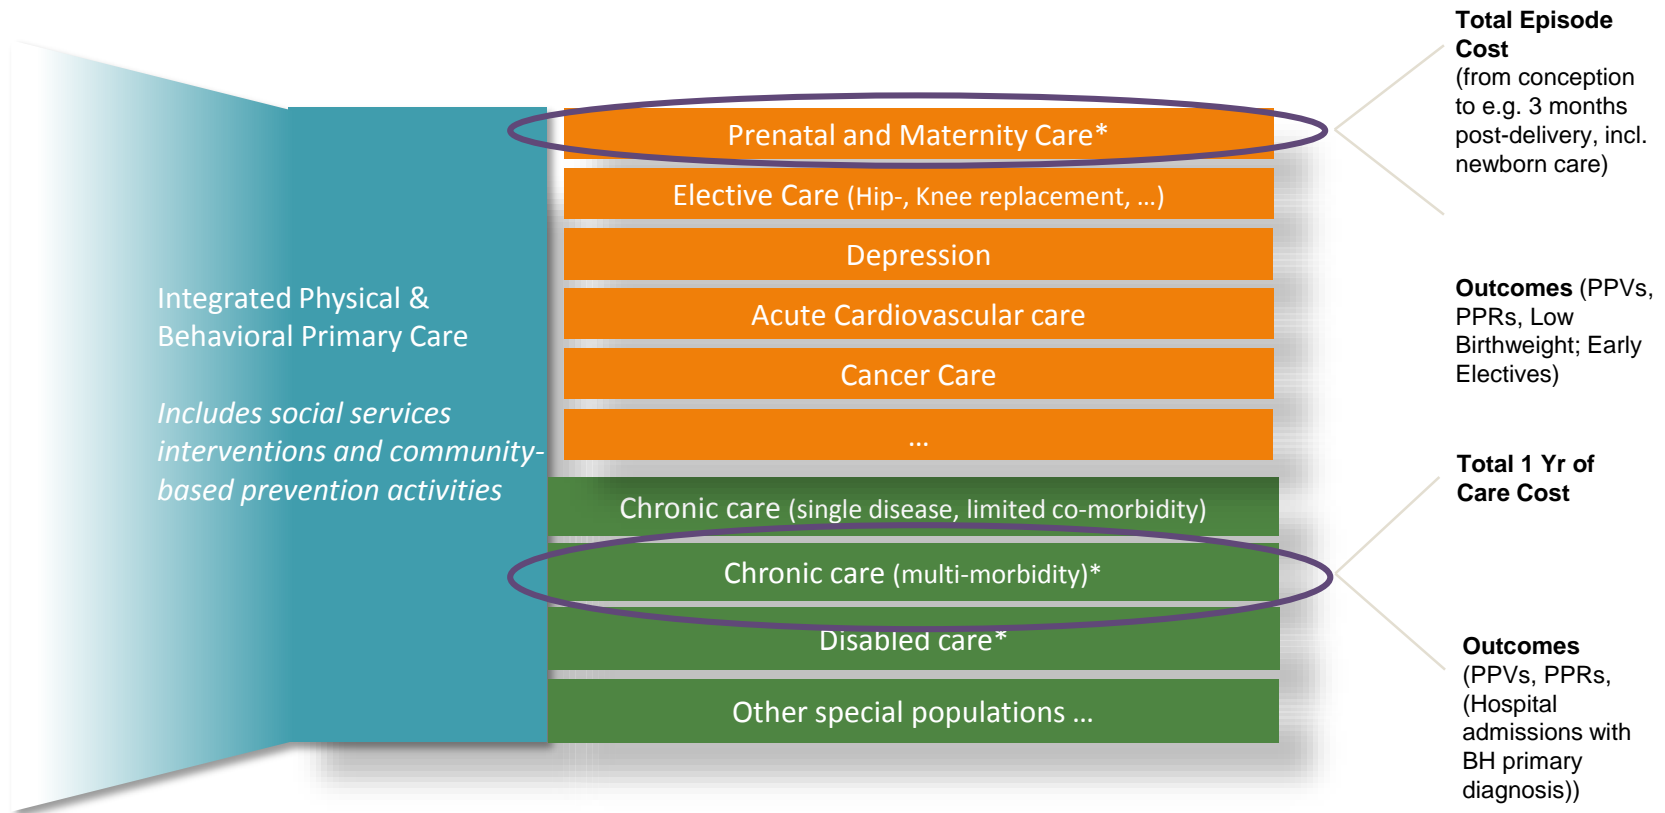 Integrated Physical &
Behavioral Primary Care
Includes social services
interventions and community-
based prevention activities
Prenatal and Maternity Care*
Elective Care (Hip-, Knee replacement, …)
Depression
Acute Cardiovascular care
Cancer Care
…
Chronic care (single disease, limited co-morbidity)
Chronic care (multi-morbidity)*
Disabled care*
Other special populations …
Total Episode
Cost
(from conception
to e.g. 3 months
post-delivery, incl.
newborn care)
Outcomes (PPVs,
PPRs, Low
Birthweight; Early
Electives)
Total 1 Yr of
Care Cost
Outcomes
(PPVs, PPRs,
(Hospital
admissions with
BH primary
diagnosis))